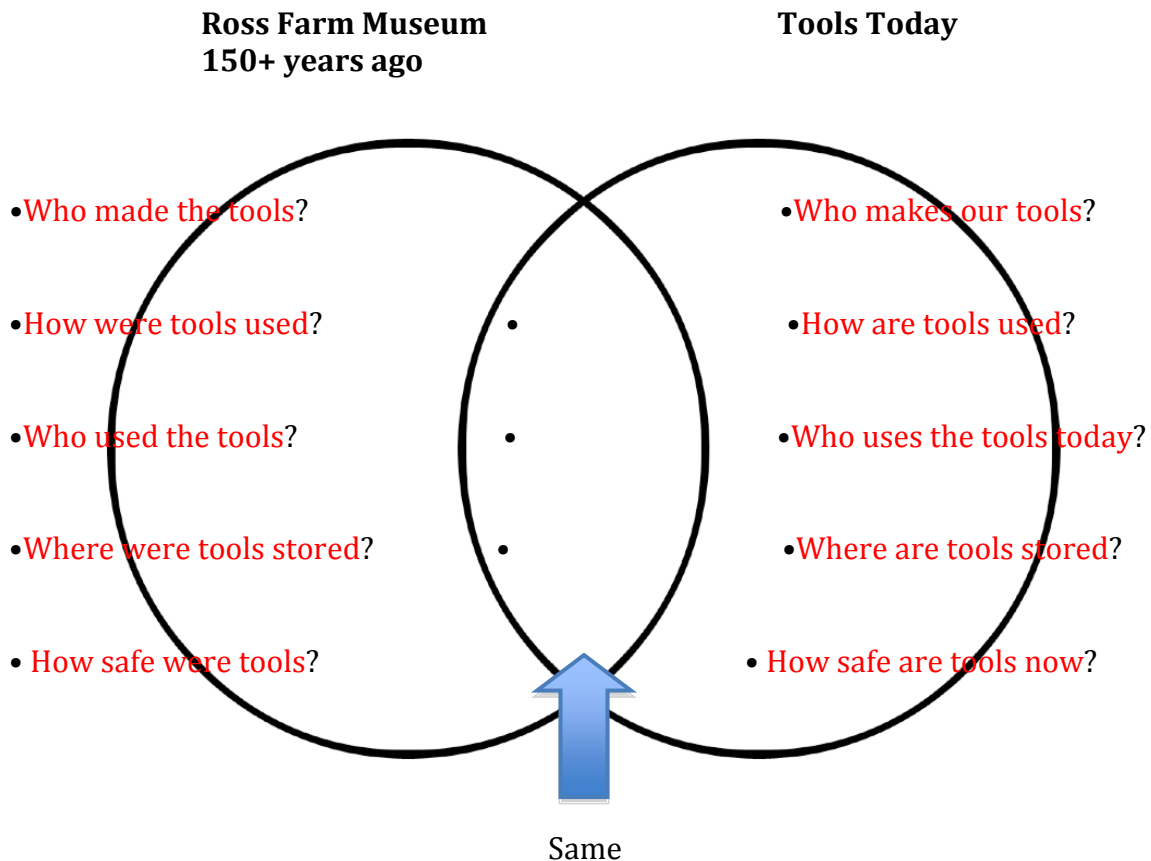 Ross Farm Museum
150+ years ago
Tools Today
•Who made the tools?
•Who makes our tools?
•How were tools used?
•
•How are tools used?
•Who used the tools?
•
•Who uses the tools today?
•Where were tools stored?
•
•Where are tools stored?
• How safe were tools?
• How safe are tools now?
Same